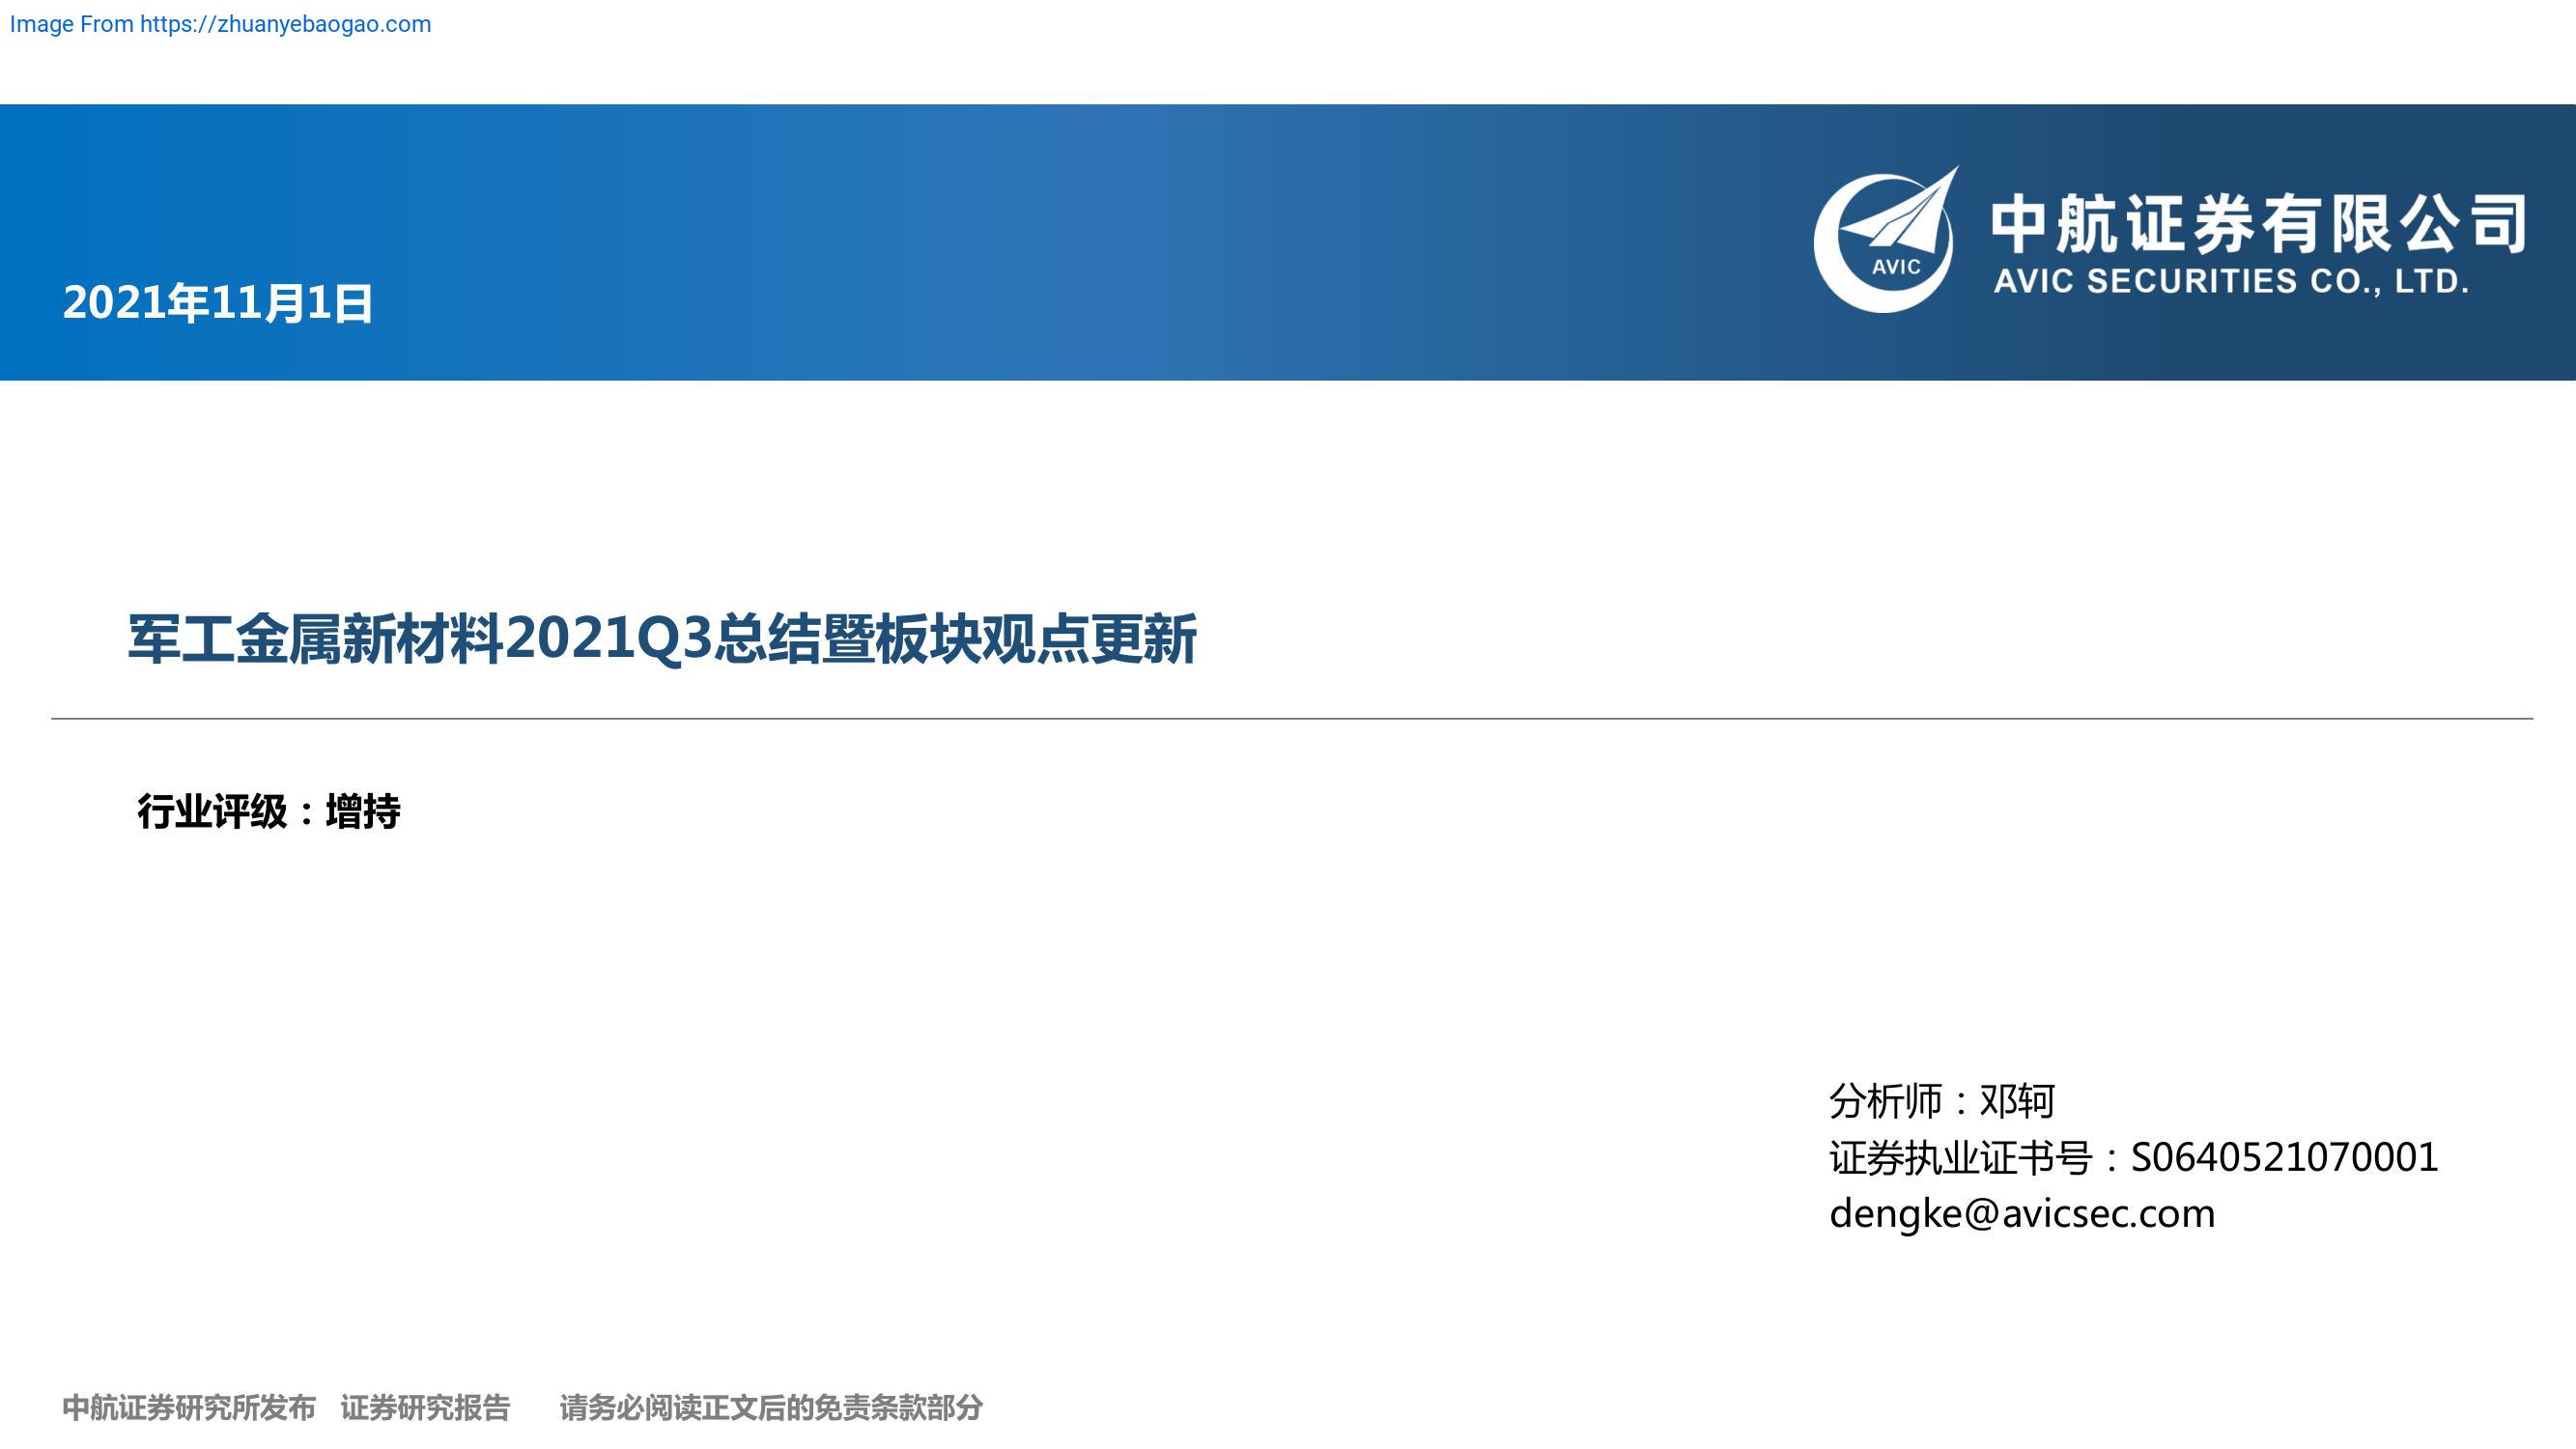 Image From https://zhuanyebaogao.com
中航证券有限公司
AVIC
AVIC SECURITIES CO., LTD.
2021年11月1日
军工金属新材料2021Q3总结暨板块观点更新
行业评级：增持
分析师：邓轲
证券执业证书号：S0640521070001
dengke@avicsec.com
中航证券研究所发布 证券研究报告 请务必阅读正文后的免责条款部分